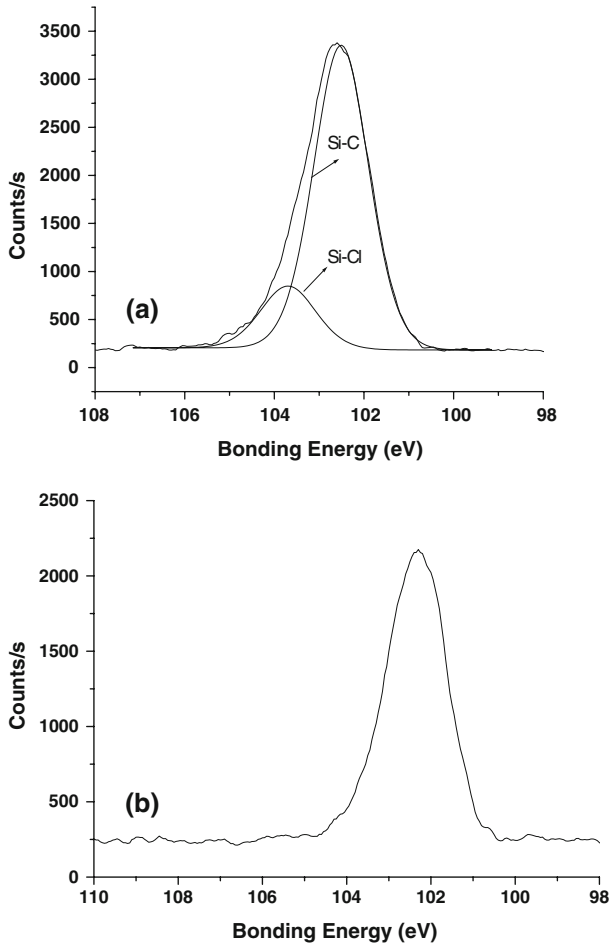 3500
3000
2500
2000
1500
1000
500
0
Counts/s
Si-C
Si-Cl
(a)
108 106 104 102 100 98
Bonding Energy (eV)
2500
2000
1500
1000
500
0
Counts/s
(b)
110 108 106 104 102 100 98
Bonding Energy (eV)